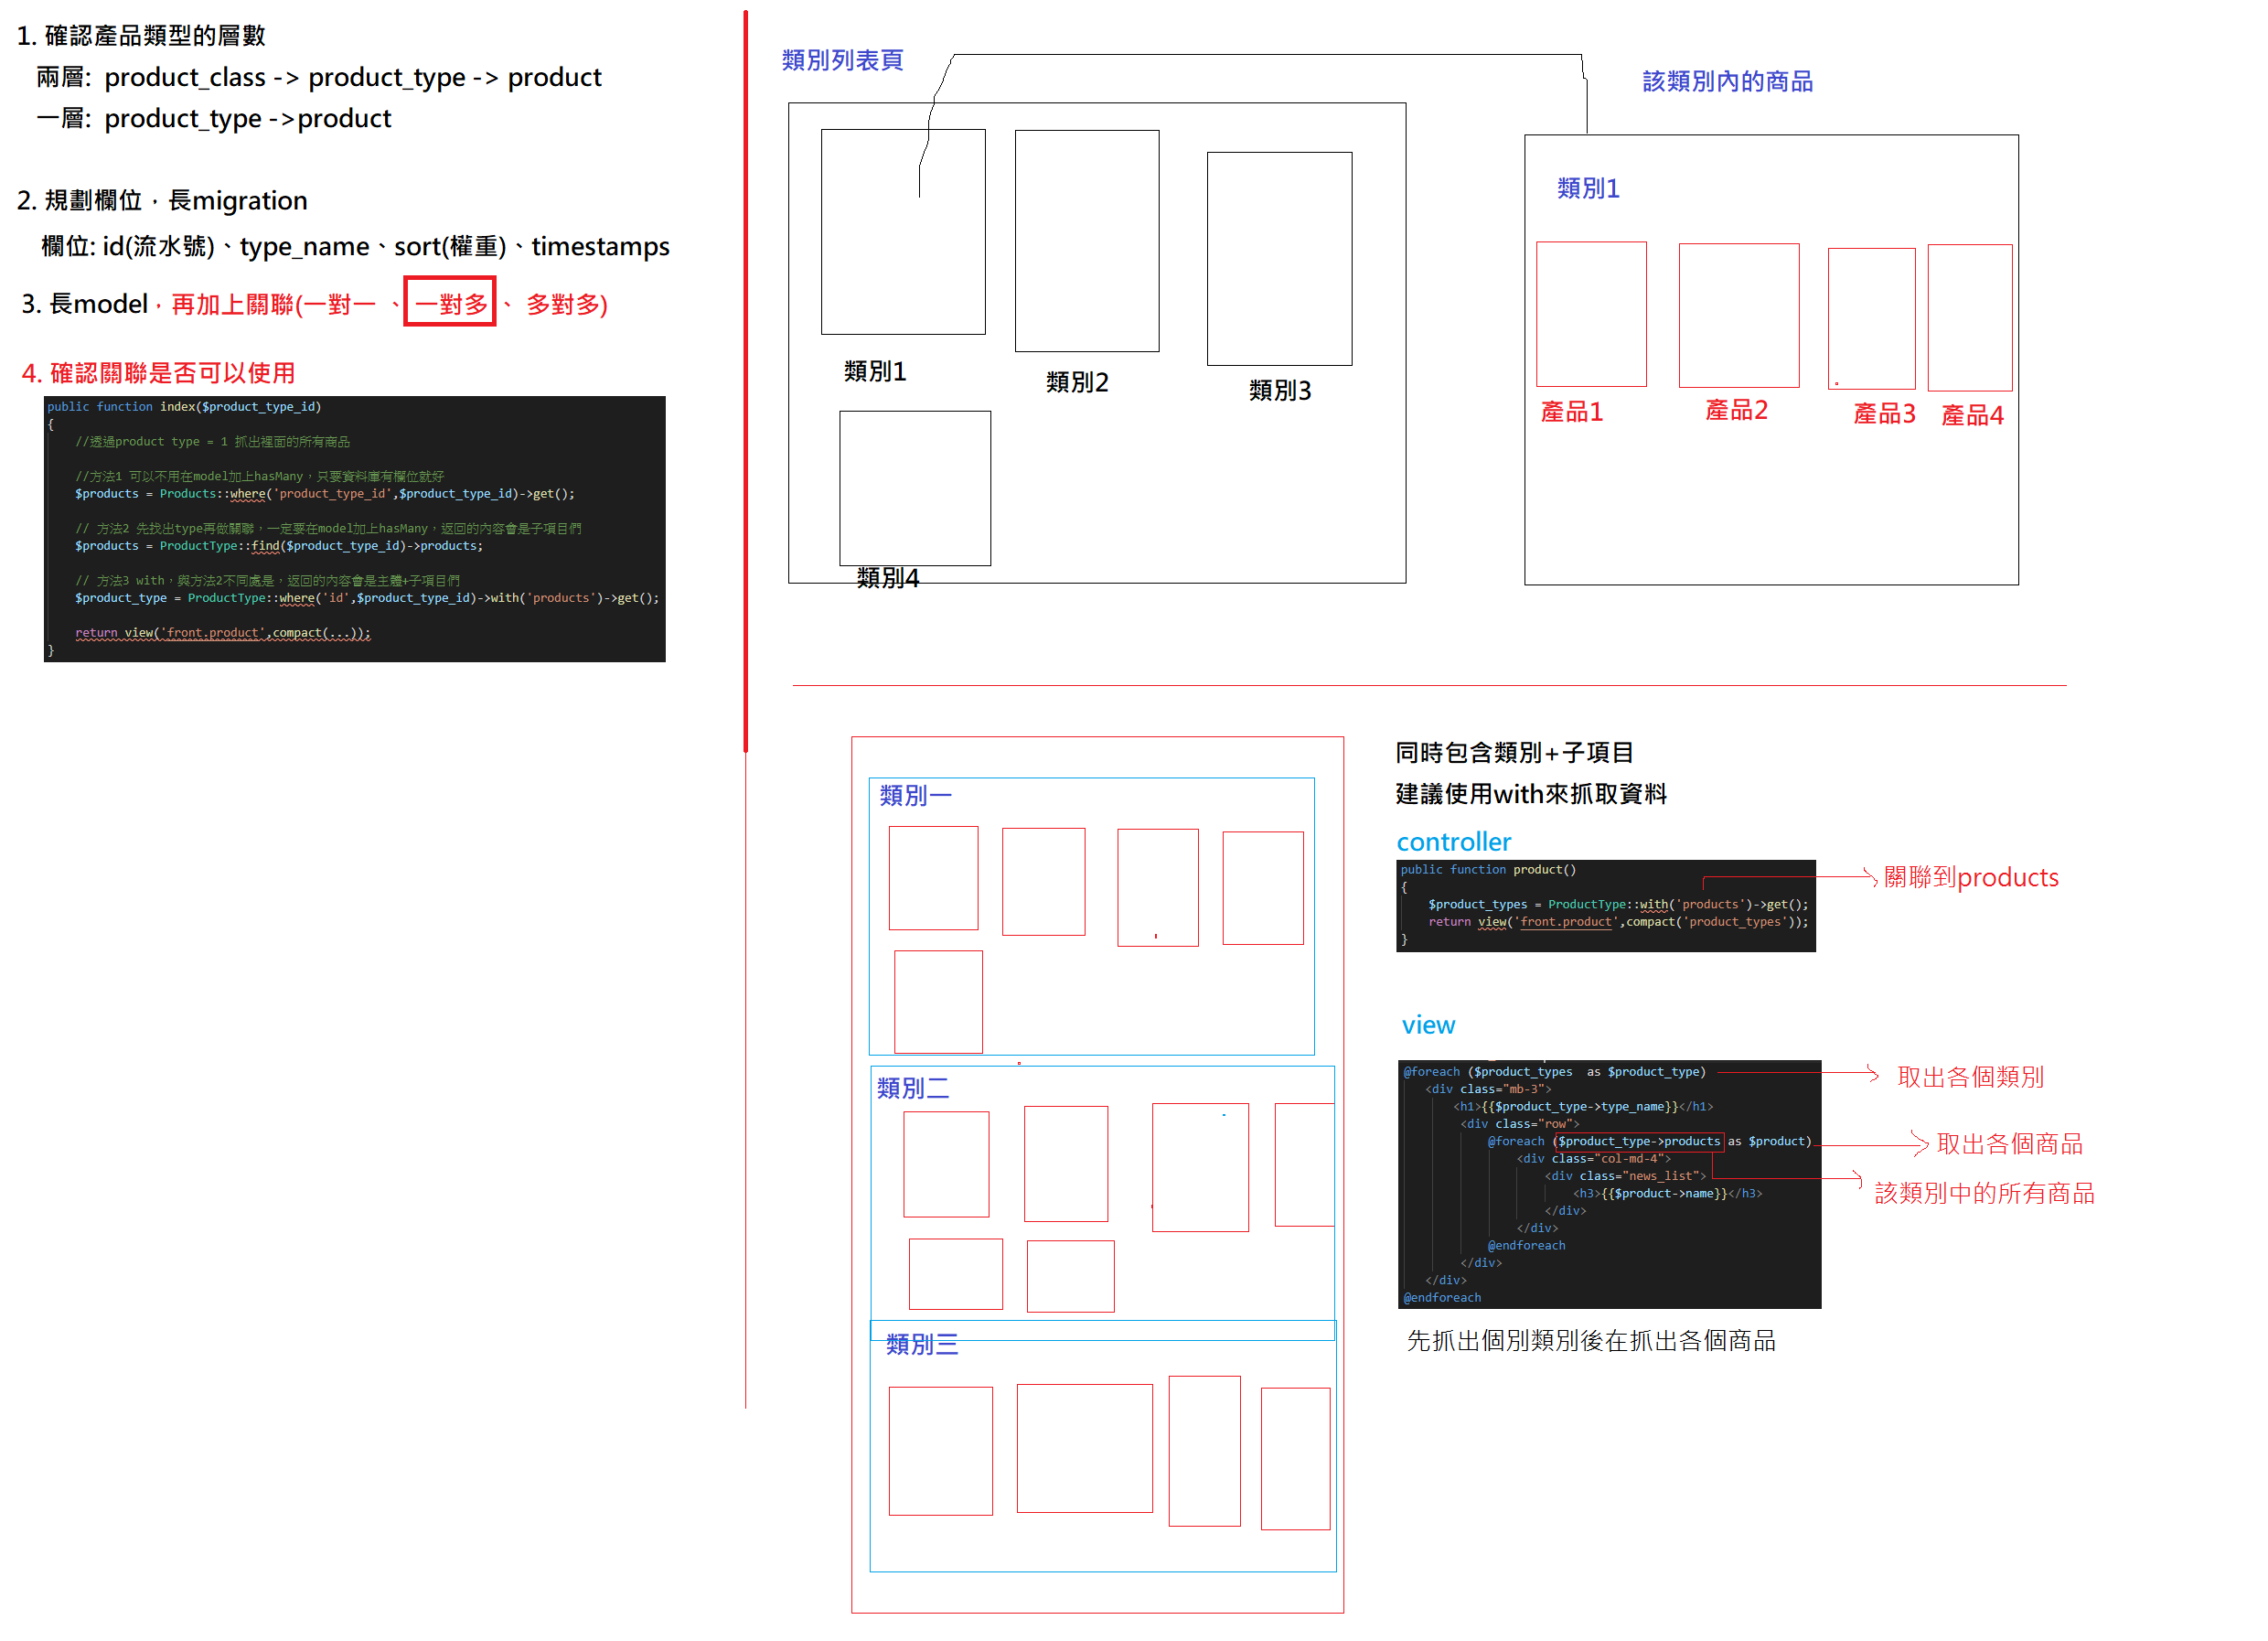 1. 確認產品類型的層數
兩層: product_class -> product_type -> product
一層: product_type ->product
2. 規劃欄位，長migration
欄位: id(流水號)、type_name、sort(權重)、timestamps
3. 長model，再加上關聯(一對一 、 一對多 、 多對多)
4. 確認關聯是否可以使用
public function index($product_type_id)
{
//透過product type = 1 抓出裡面的所有商品
//方法1 可以不用在model加上hasMany，只要資料庫有欄位就好
$products = Products::where('product_type_id',$product_type_id)->get();
// 方法2 先找出type再做關聯，一定要在model加上hasMany，返回的內容會是子項目們
$products = ProductType::find($product_type_id)->products;
// 方法3 with，與方法2不同處是，返回的內容會是主體+子項目們
$product_type = ProductType::where('id',$product_type_id)->with('products')->get();
return view('front.product',compact(...));
}
類別列表頁
類別1
類別2
類別3
類別4
該類別內的商品
類別1
產品1
產品2
產品3
產品4
類別一
類別二
類別三
同時包含類別+子項目
建議使用with來抓取資料
controller
public function product()
{
$product_types = ProductType::with('products')->get();
return view('front.product',compact('product_types'));
}
關聯到products
view
@foreach ($product_types  as $product_type)
<div class="mb-3">
<h1>{{$product_type->type_name}}</h1>
<div class="row">
@foreach ($product_type->products as $product)
<div class="col-md-4">
<div class="news_list">
<h3>{{$product->name}}</h3>
</div>
</div>
@endforeach
</div>
</div>
@endforeach
取出各個類別
取出各個商品
該類別中的所有商品
先抓出個別類別後在抓出各個商品